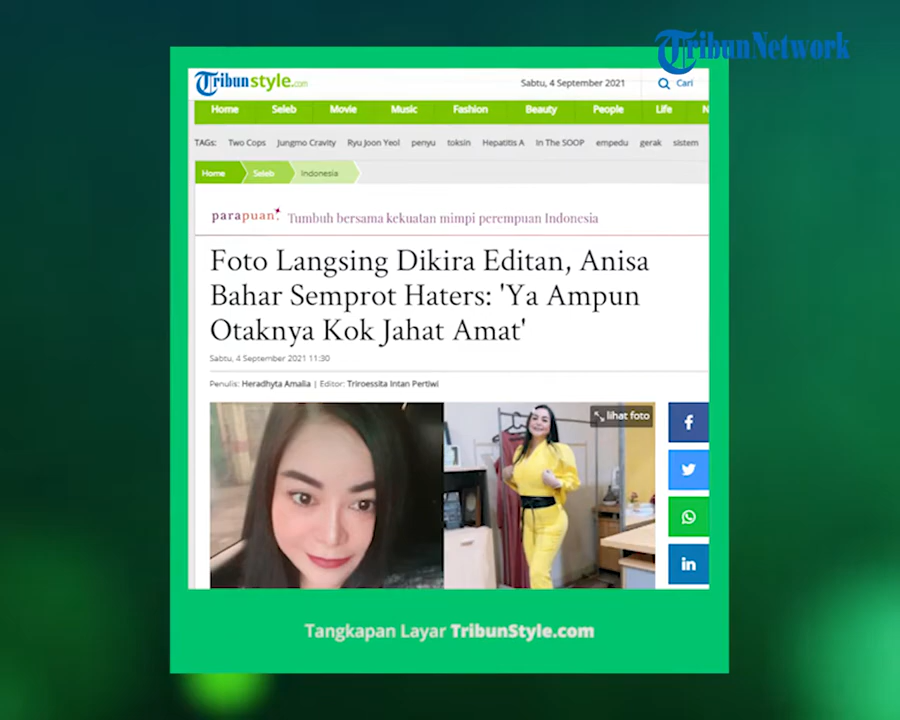 TribunNetwork
Tribunstyle.com
Sabtu, 4 September 2021
Cari
Home Seleb Movie Music Fashion Beauty People Life N
TAGs: Two Cops Jungmo Cravity Ryu Joon Yeol penyu toksin Hepatitis A In The SOOP empedu gerak sistem
Home Seleb Indonesia
parapuan. Tumbuh bersama kekuatan mimpi perempuan Indonesia
Foto Langsing Dikira Editan, Anisa
Bahar Semprot Haters: 'Ya Ampun
Otaknya Kok Jahat Amat'
Sabtu, 4 September 2021 11:30
Penulis: Heradhyta Amalia | Editor: Triroessita Intan Pertiwi
lihat foto
f
in
Tangkapan Layar TribunStyle.com